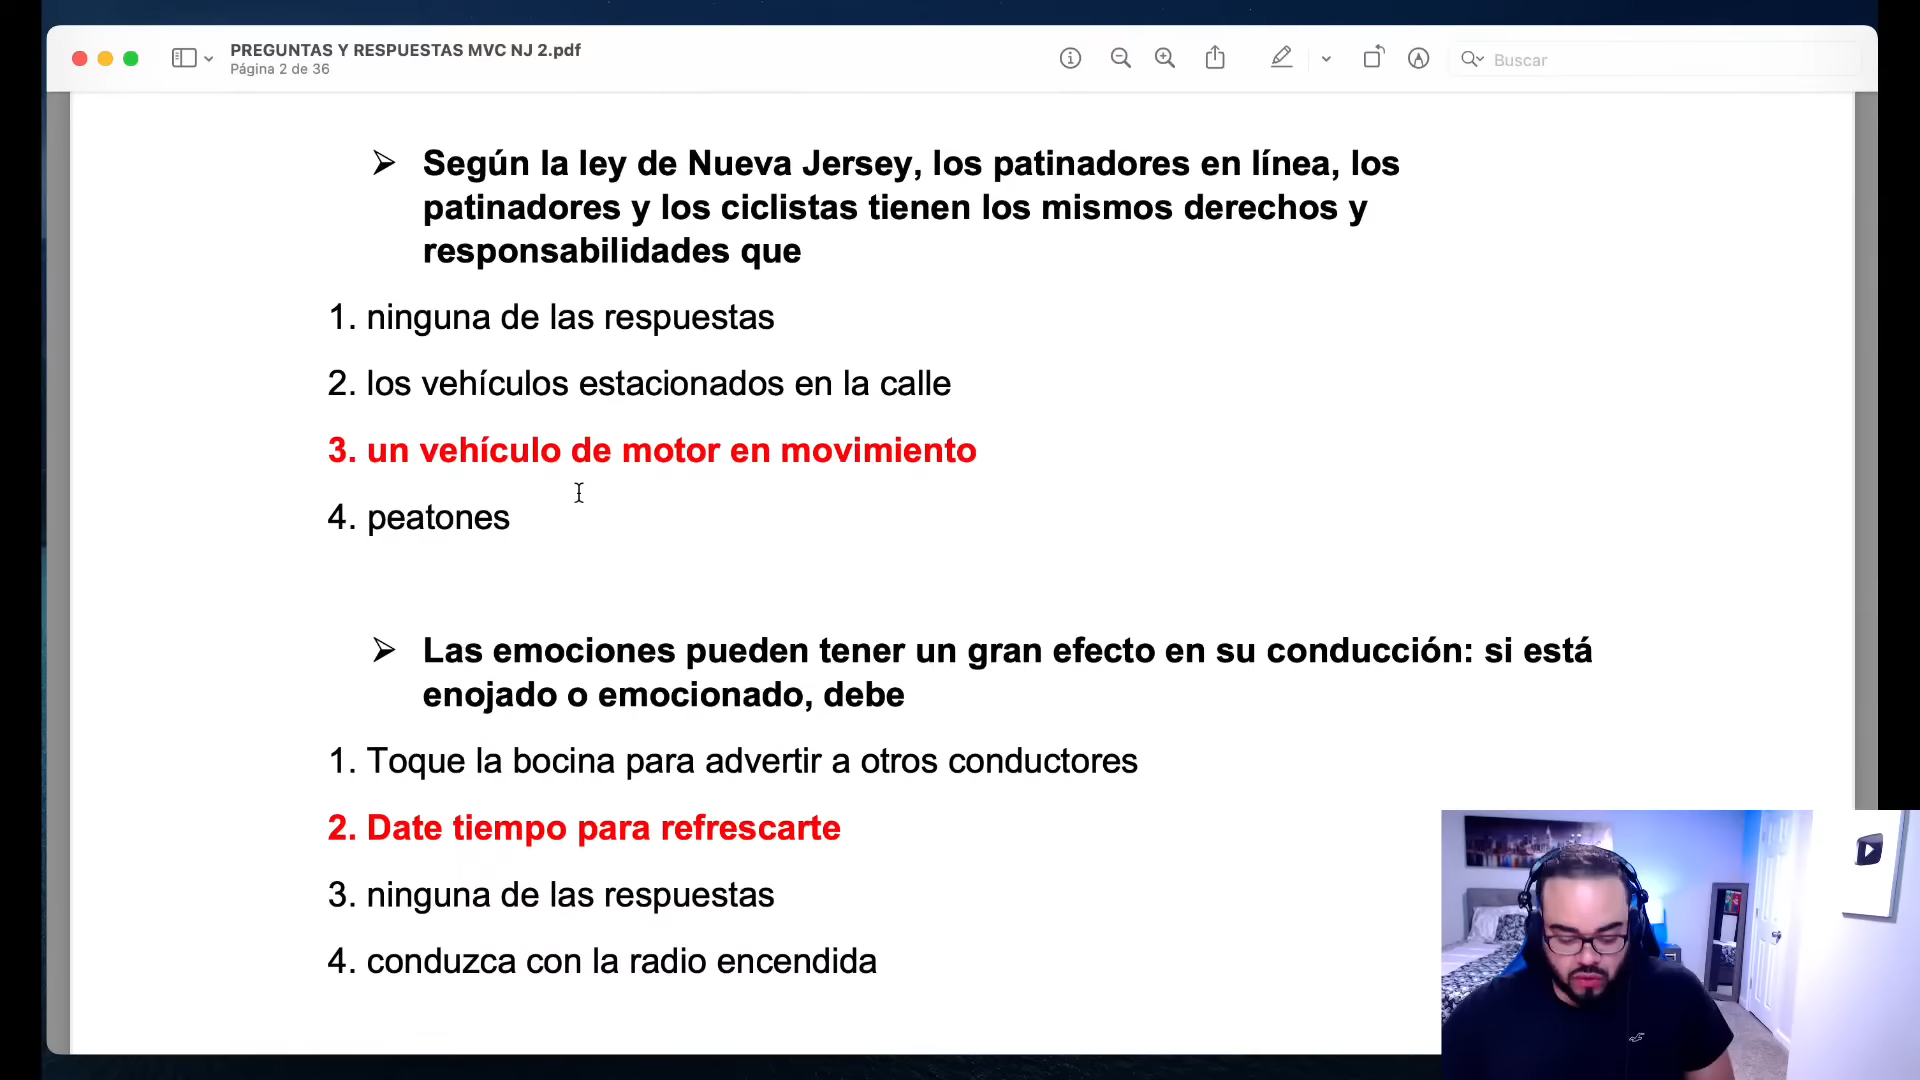 PREGUNTAS Y RESPUESTAS MVC NJ 2.pdf
Página 2 de 36
Buscar
➢ Según la ley de Nueva Jersey, los patinadores en línea, los
patinadores y los ciclistas tienen los mismos derechos y
responsabilidades que
1. ninguna de las respuestas
2. los vehículos estacionados en la calle
3. un vehículo de motor en movimiento
4. peatones
➢ Las emociones pueden tener un gran efecto en su conducción: si está
enojado o emocionado, debe
1. Toque la bocina para advertir a otros conductores
2. Date tiempo para refrescarte
3. ninguna de las respuestas
4. conduzca con la radio encendida